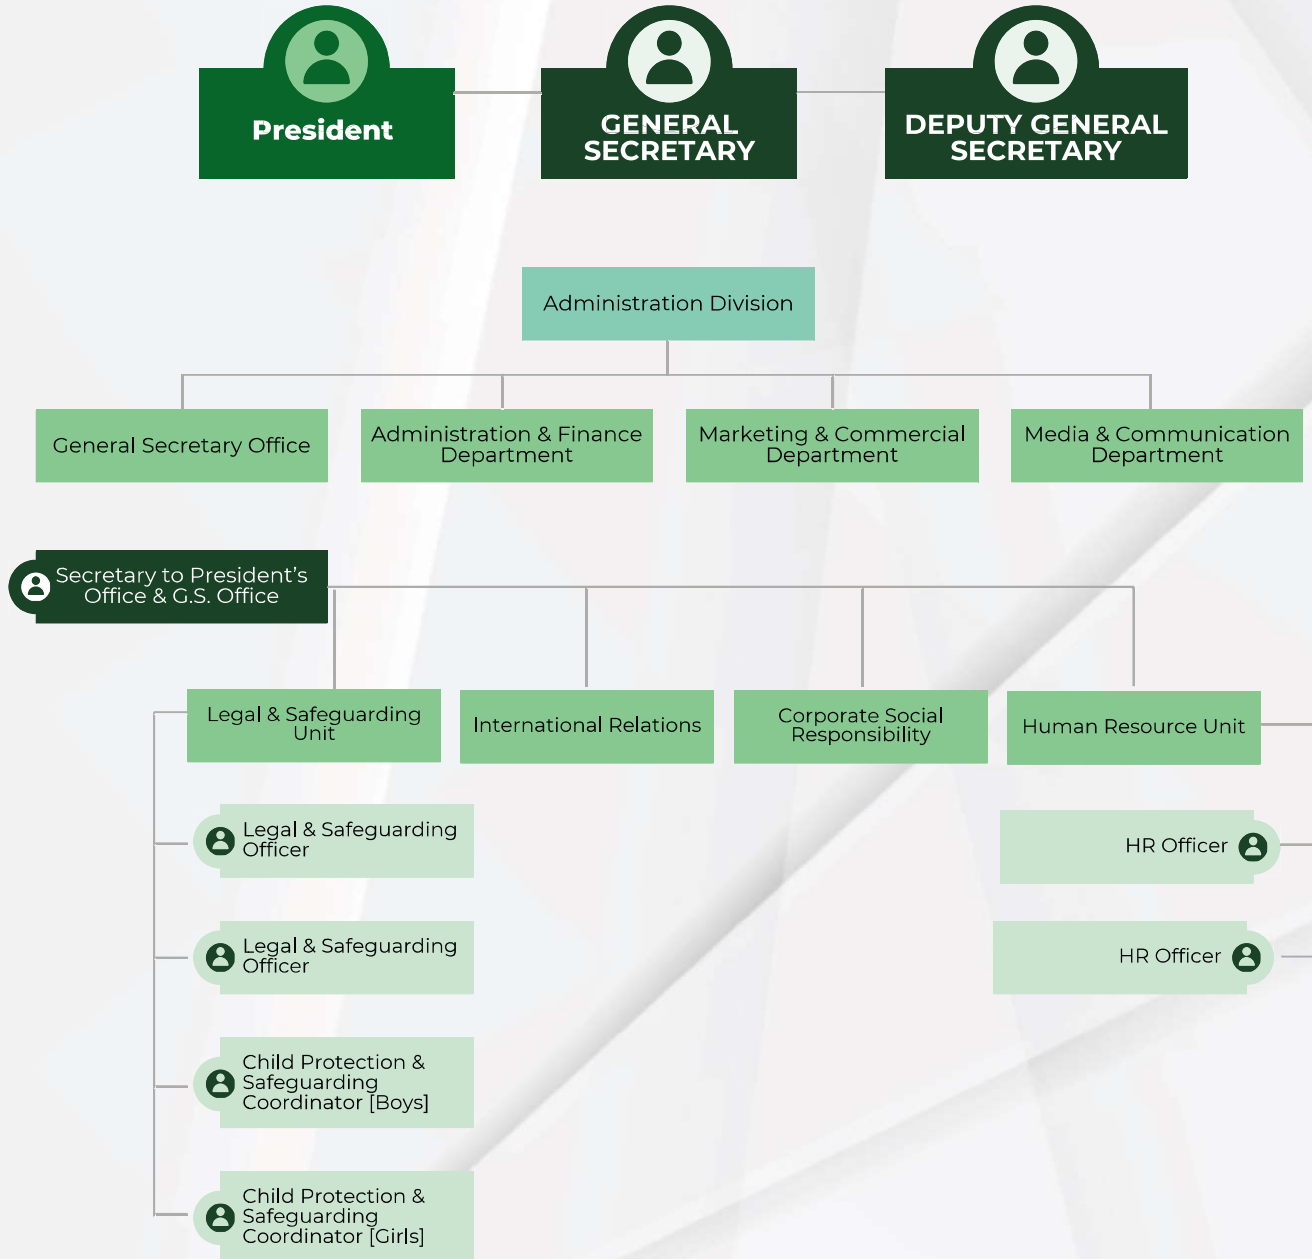 President
GENERAL
SECRETARY
DEPUTY GENERAL
SECRETARY
Administration Division
General Secretary Office
Administration & Finance
Department
Marketing & Commercial
Department
Media & Communication
Department
Secretary to President's
Office & G.S. Office
Legal & Safeguarding
Unit
International Relations
Corporate Social
Responsibility
Human Resource Unit
Legal & Safeguarding
Officer
HR Officer
Legal & Safeguarding
Officer
HR Officer
Child Protection &
Safeguarding
Coordinator [Boys]
Child Protection &
Safeguarding
Coordinator [Girls]